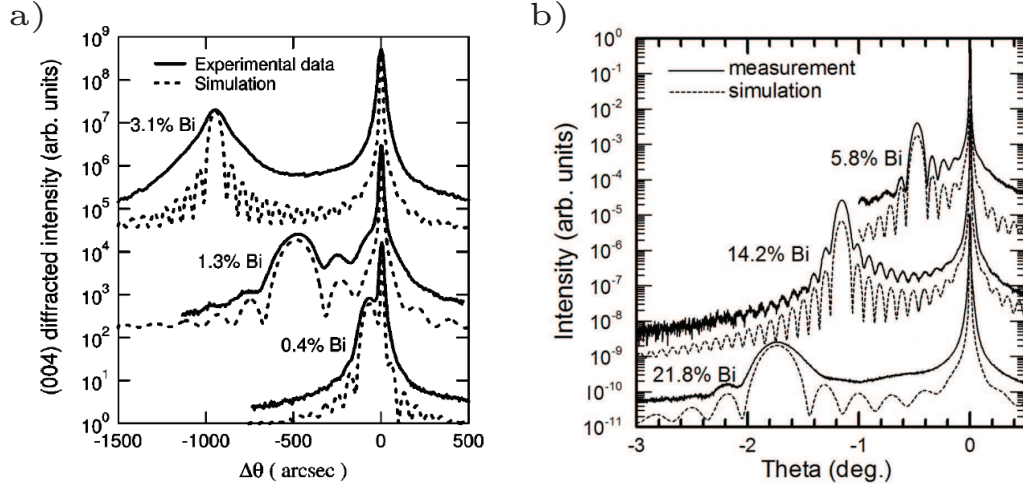 a)
(004) diffracted intensity (arb. units)
10⁹
10⁸
10⁷
10⁶
10⁵
10⁴
10³
10²
10¹
10⁰
Experimental data
Simulation
3.1% Bi
1.3% Bi
0.4% Bi
-1500 -1000 -500 0 500
Δθ ( arcsec )
b)
Intensity (arb. units)
10⁰
10⁻¹
10⁻²
10⁻³
10⁻⁴
10⁻⁵
10⁻⁶
10⁻⁷
10⁻⁸
10⁻⁹
10⁻¹⁰
10⁻¹¹
measurement
simulation
5.8% Bi
14.2% Bi
21.8% Bi
-3 -2 -1 0
Theta (deg.)